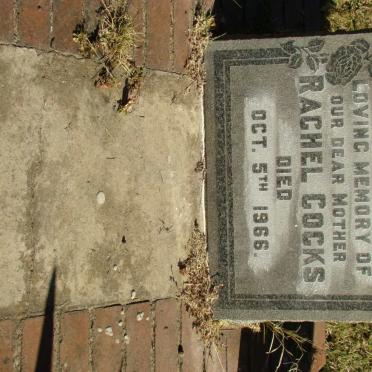 LOVING MEMORY OF
OUR DEAR MOTHER
RACHEL COCKS
DIED
OCT. 5TH 1966.